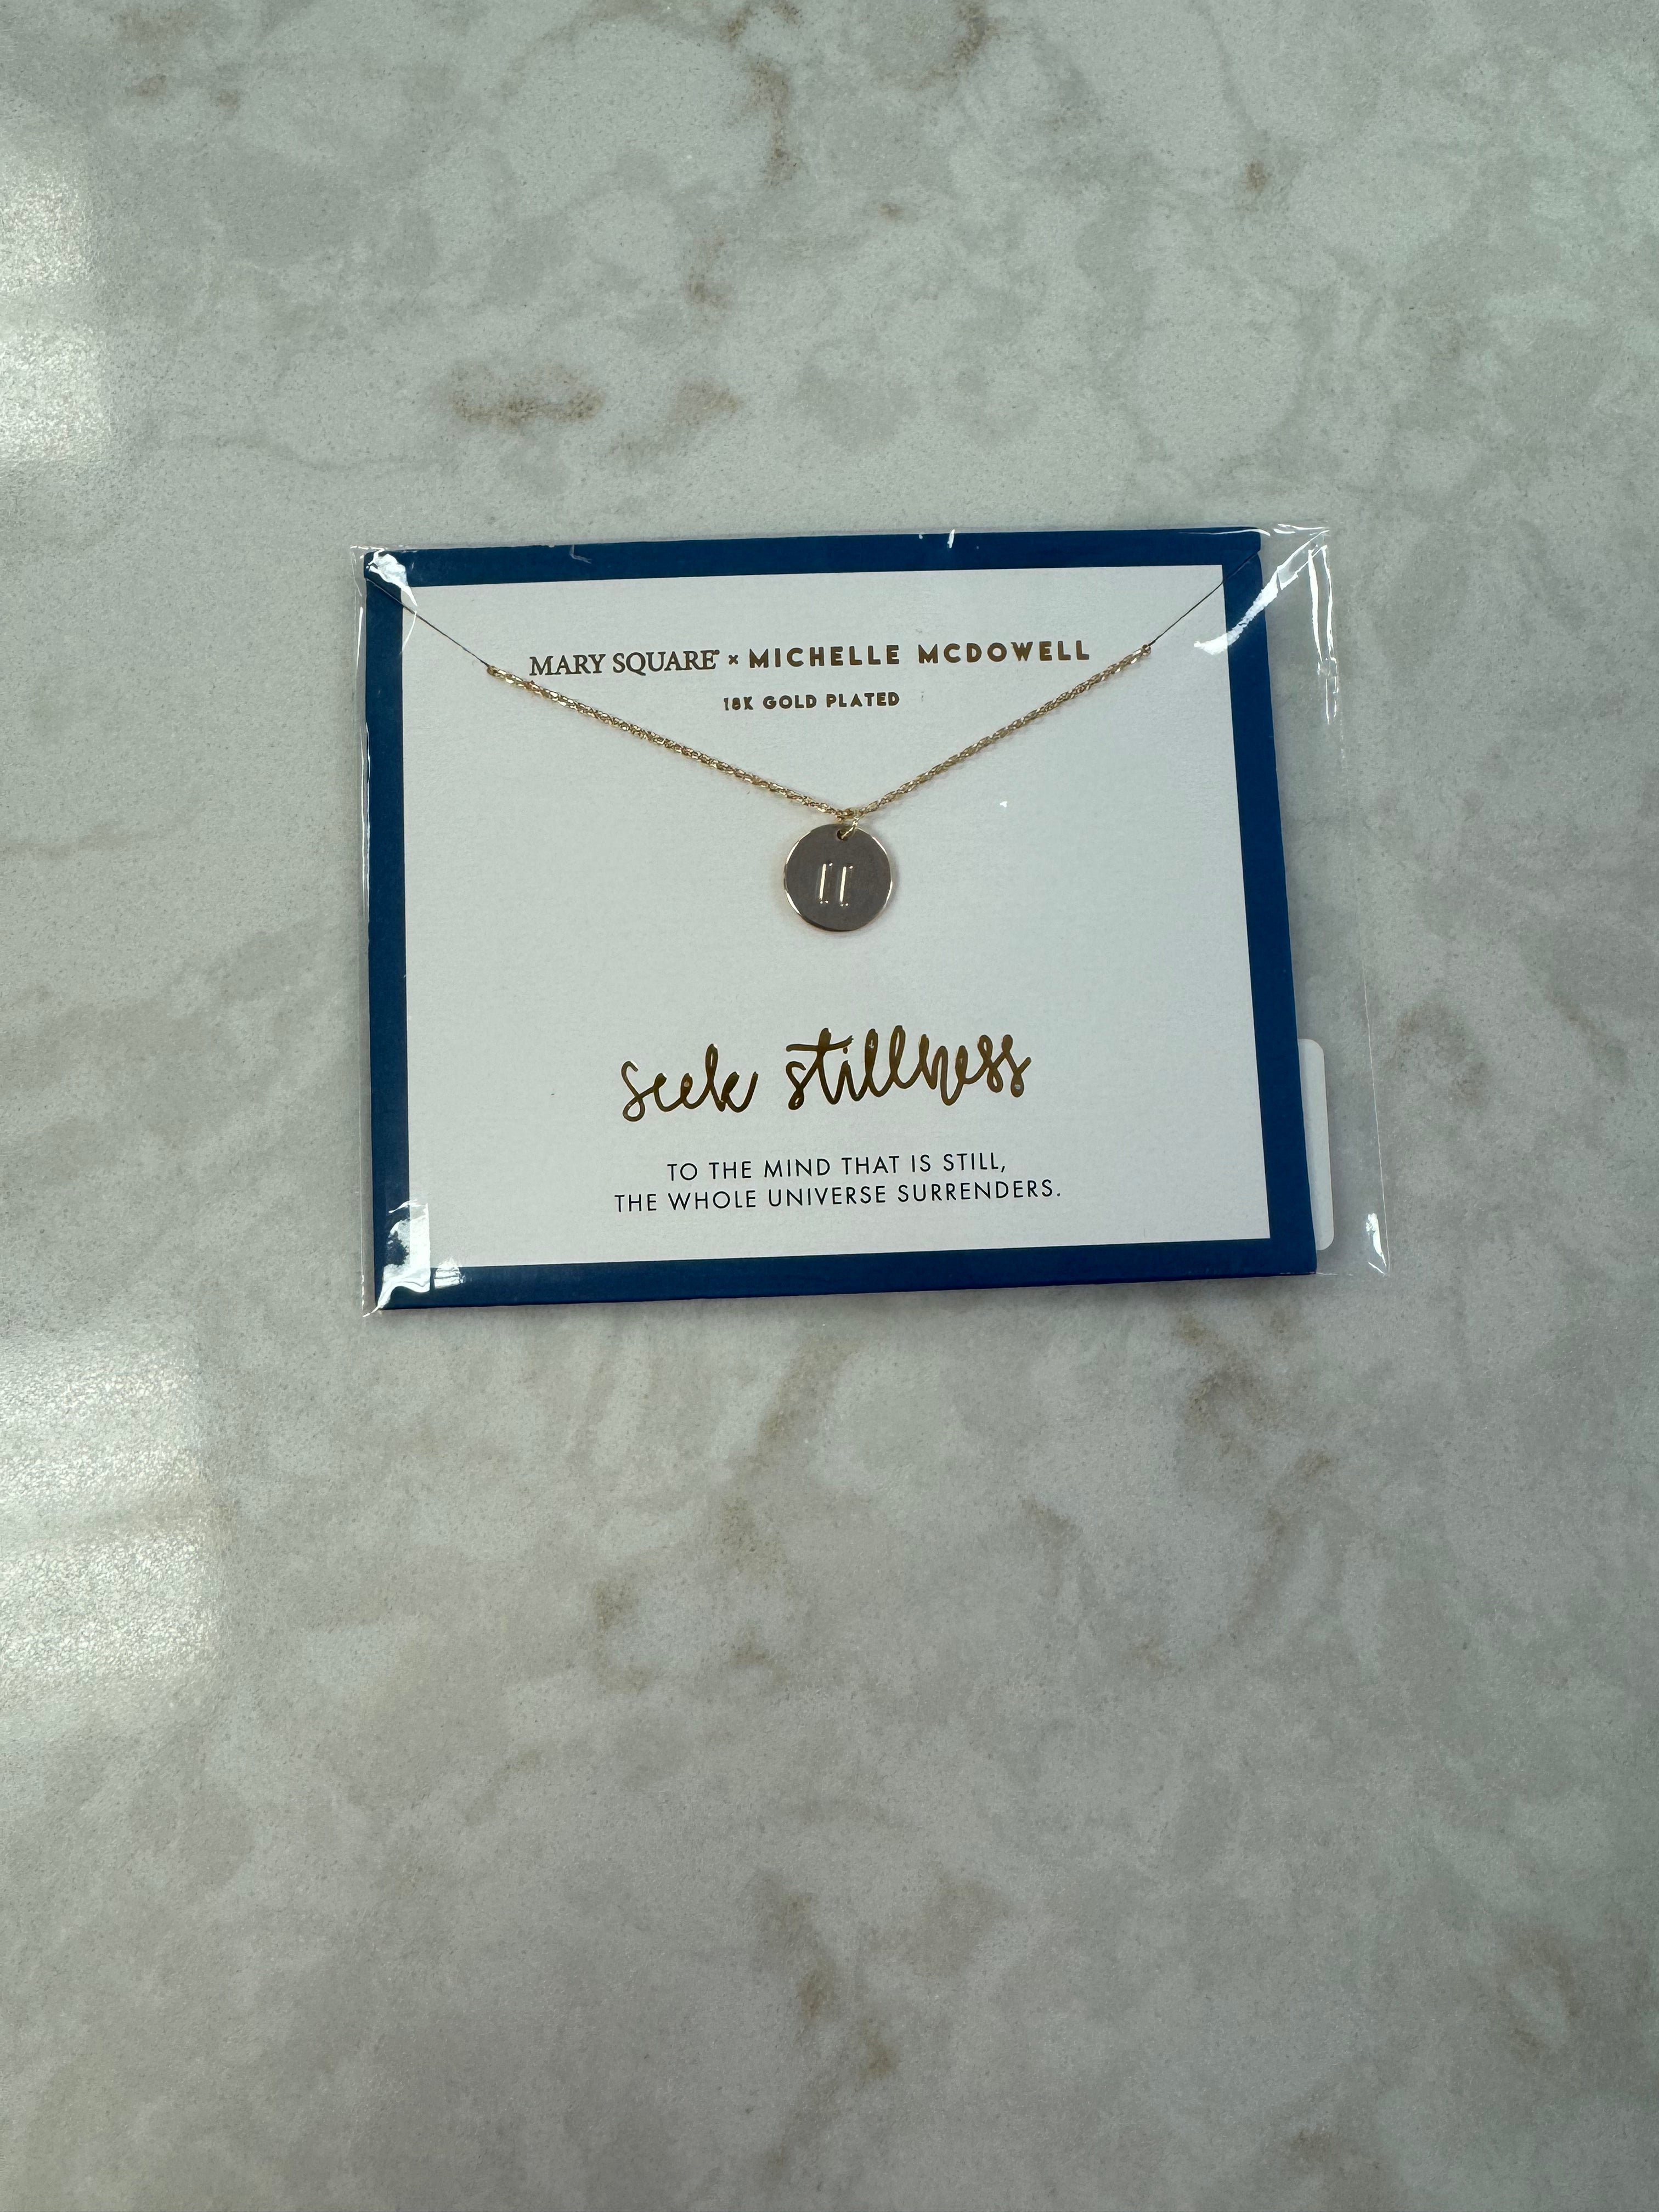 MARY SQUARE® × MICHELLE MCDOWELL
18K GOLD PLATED
seek stillness
TO THE MIND THAT IS STILL,
THE WHOLE UNIVERSE SURRENDERS.